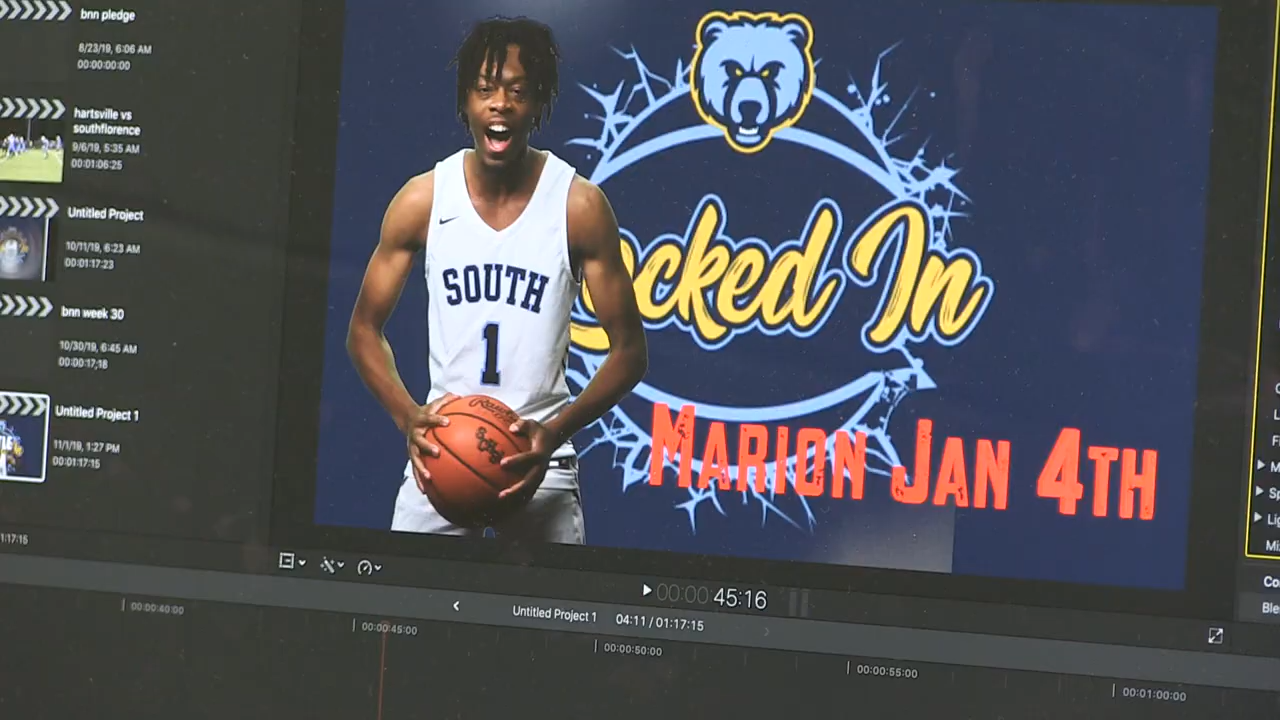 bnn pledge
8/23/19, 6:06 AM
00:00:00:00
hartsville vs
southflorence
9/6/19, 5:35 AM
00:01:06:25
Untitled Project
10/11/19, 6:23 AM
00:01:17:23
bnn week 30
10/30/19, 6:45 AM
00:00:17;18
Untitled Project 1
11/1/19, 1:27 PM
00:01:17:15
1:17:15
SOUTH
1
ocked In
MARION JAN 4TH
00:00:45:16
Untitled Project 1
04:11 / 01:17:15
00:00:40:00
00:00:45:00
00:00:50:00
00:00:55:00
00:01:00:00